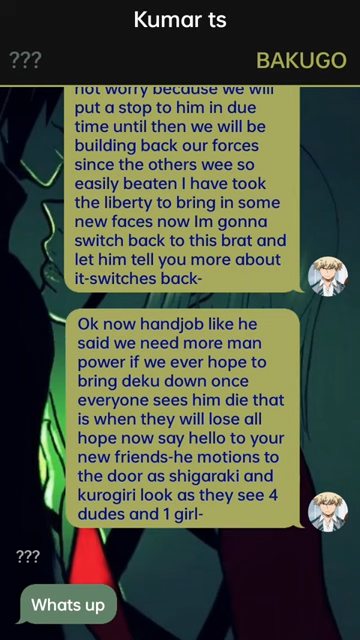 Kumar ts
??? BAKUGO
not worry because we will
put a stop to him in due
time until then we will be
building back our forces
since the others wee so
easily beaten I have took
the liberty to bring in some
new faces now Im gonna
switch back to this brat and
let him tell you more about
it-switches back-
Ok now handjob like he
said we need more man
power if we ever hope to
bring deku down once
everyone sees him die that
is when they will lose all
hope now say hello to your
new friends-he motions to
the door as shigaraki and
kurogiri look as they see 4
dudes and 1 girl-
???
Whats up